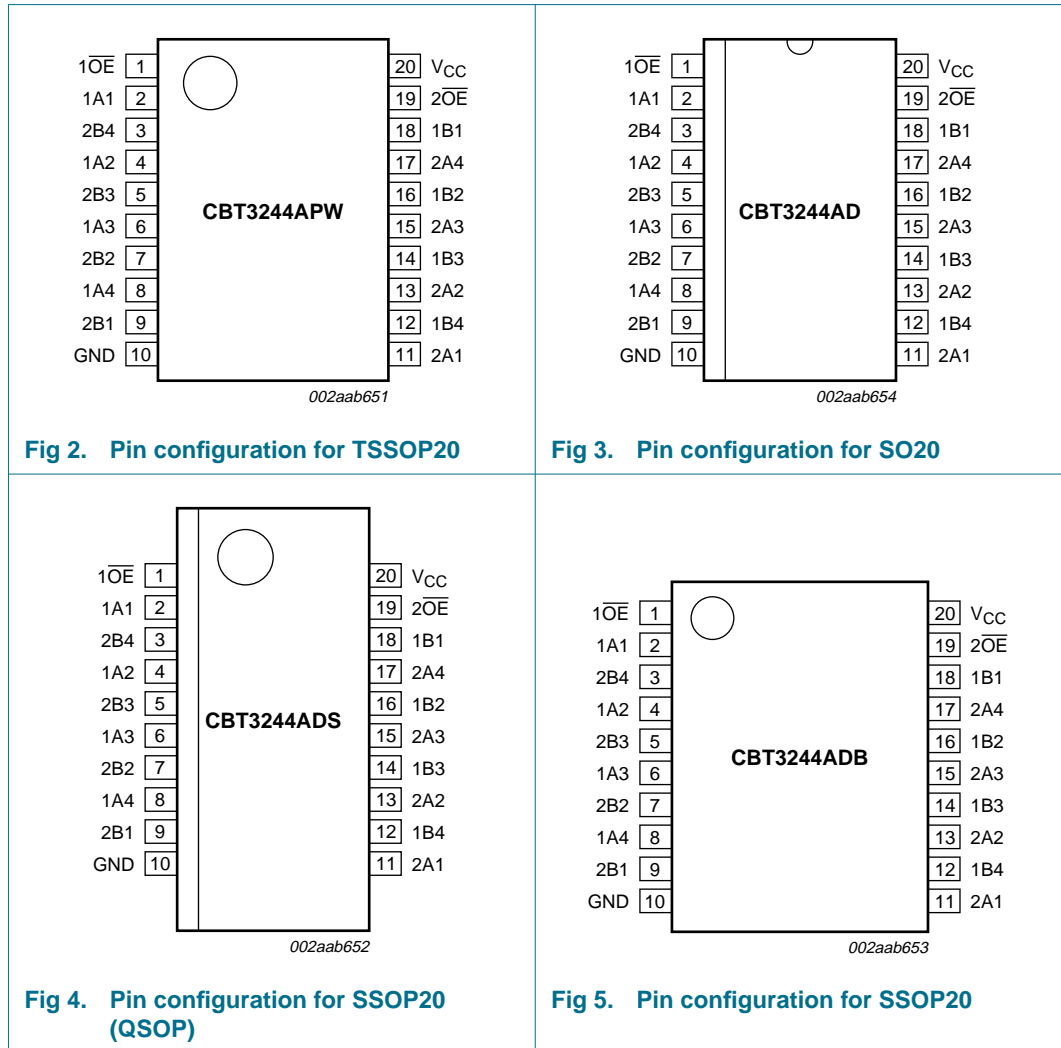 1O̅E̅ 1 20 VCC
1A1 2 19 2O̅E̅
2B4 3 18 1B1
1A2 4 17 2A4
2B3 5 16 1B2
CBT3244APW
1A3 6 15 2A3
2B2 7 14 1B3
1A4 8 13 2A2
2B1 9 12 1B4
GND 10 11 2A1
002aab651
Fig 2. Pin configuration for TSSOP20
1O̅E̅ 1 20 VCC
1A1 2 19 2O̅E̅
2B4 3 18 1B1
1A2 4 17 2A4
2B3 5 16 1B2
CBT3244AD
1A3 6 15 2A3
2B2 7 14 1B3
1A4 8 13 2A2
2B1 9 12 1B4
GND 10 11 2A1
002aab654
Fig 3. Pin configuration for SO20
1O̅E̅ 1 20 VCC
1A1 2 19 2O̅E̅
2B4 3 18 1B1
1A2 4 17 2A4
2B3 5 16 1B2
CBT3244ADS
1A3 6 15 2A3
2B2 7 14 1B3
1A4 8 13 2A2
2B1 9 12 1B4
GND 10 11 2A1
002aab652
Fig 4. Pin configuration for SSOP20
(QSOP)
1O̅E̅ 1 20 VCC
1A1 2 19 2O̅E̅
2B4 3 18 1B1
1A2 4 17 2A4
2B3 5 16 1B2
CBT3244ADB
1A3 6 15 2A3
2B2 7 14 1B3
1A4 8 13 2A2
2B1 9 12 1B4
GND 10 11 2A1
002aab653
Fig 5. Pin configuration for SSOP20